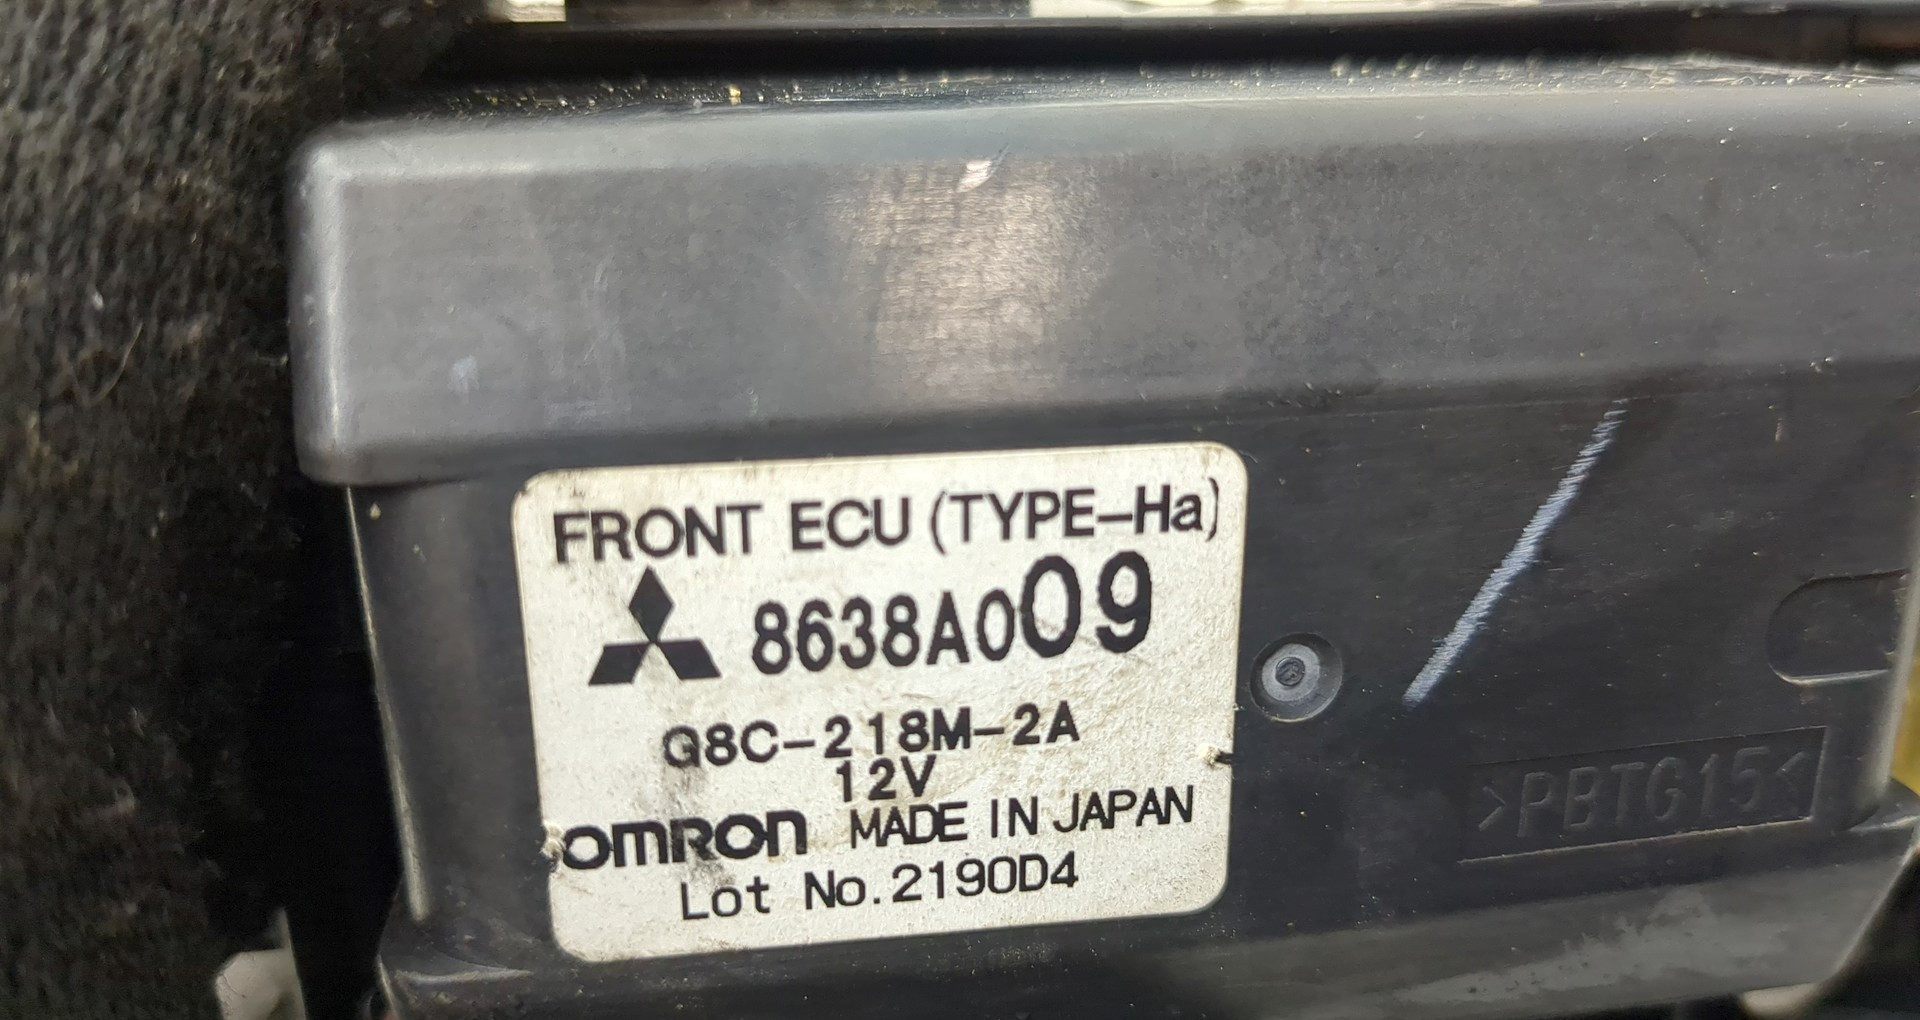 FRONT ECU (TYPE-Ha)
8638A009
G8C-218M-2A
12V
OMRON MADE IN JAPAN
Lot No.2190D4
>PBTG15<